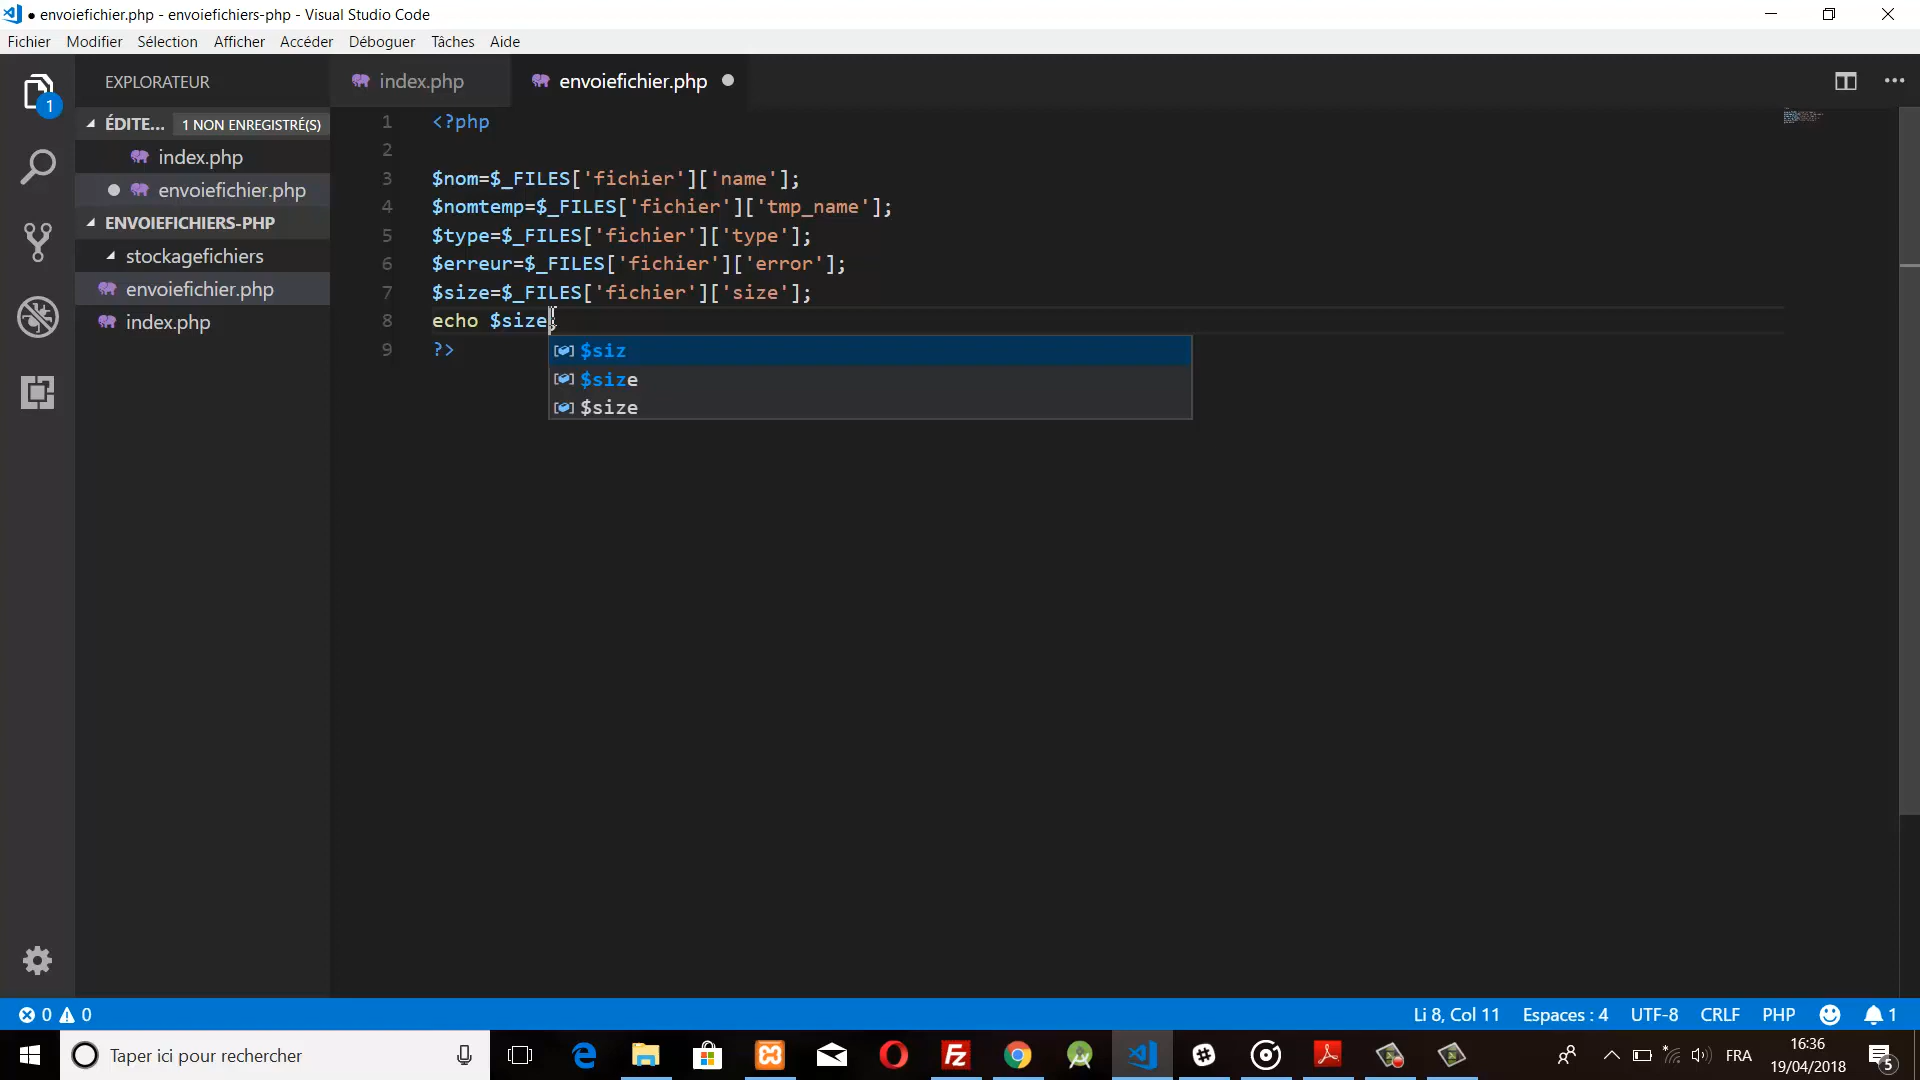 envoiefichier.php - envoiefichiers-php - Visual Studio Code
Fichier Modifier Sélection Afficher Accéder Déboguer Tâches Aide
EXPLORATEUR
index.php envoiefichier.php
1
ÉDITE... 1 NON ENREGISTRÉ(S)
index.php
envoiefichier.php
ENVOIEFICHIERS-PHP
stockagefichiers
envoiefichier.php
index.php
1 <?php
2
3 $nom=$_FILES['fichier']['name'];
4 $nomtemp=$_FILES['fichier']['tmp_name'];
5 $type=$_FILES['fichier']['type'];
6 $erreur=$_FILES['fichier']['error'];
7 $size=$_FILES['fichier']['size'];
8 echo $size
9 ?>
$siz
$size
$size
0 0 Li 8, Col 11 Espaces : 4 UTF-8 CRLF PHP 1
Taper ici pour rechercher
FRA
16:36
19/04/2018
5